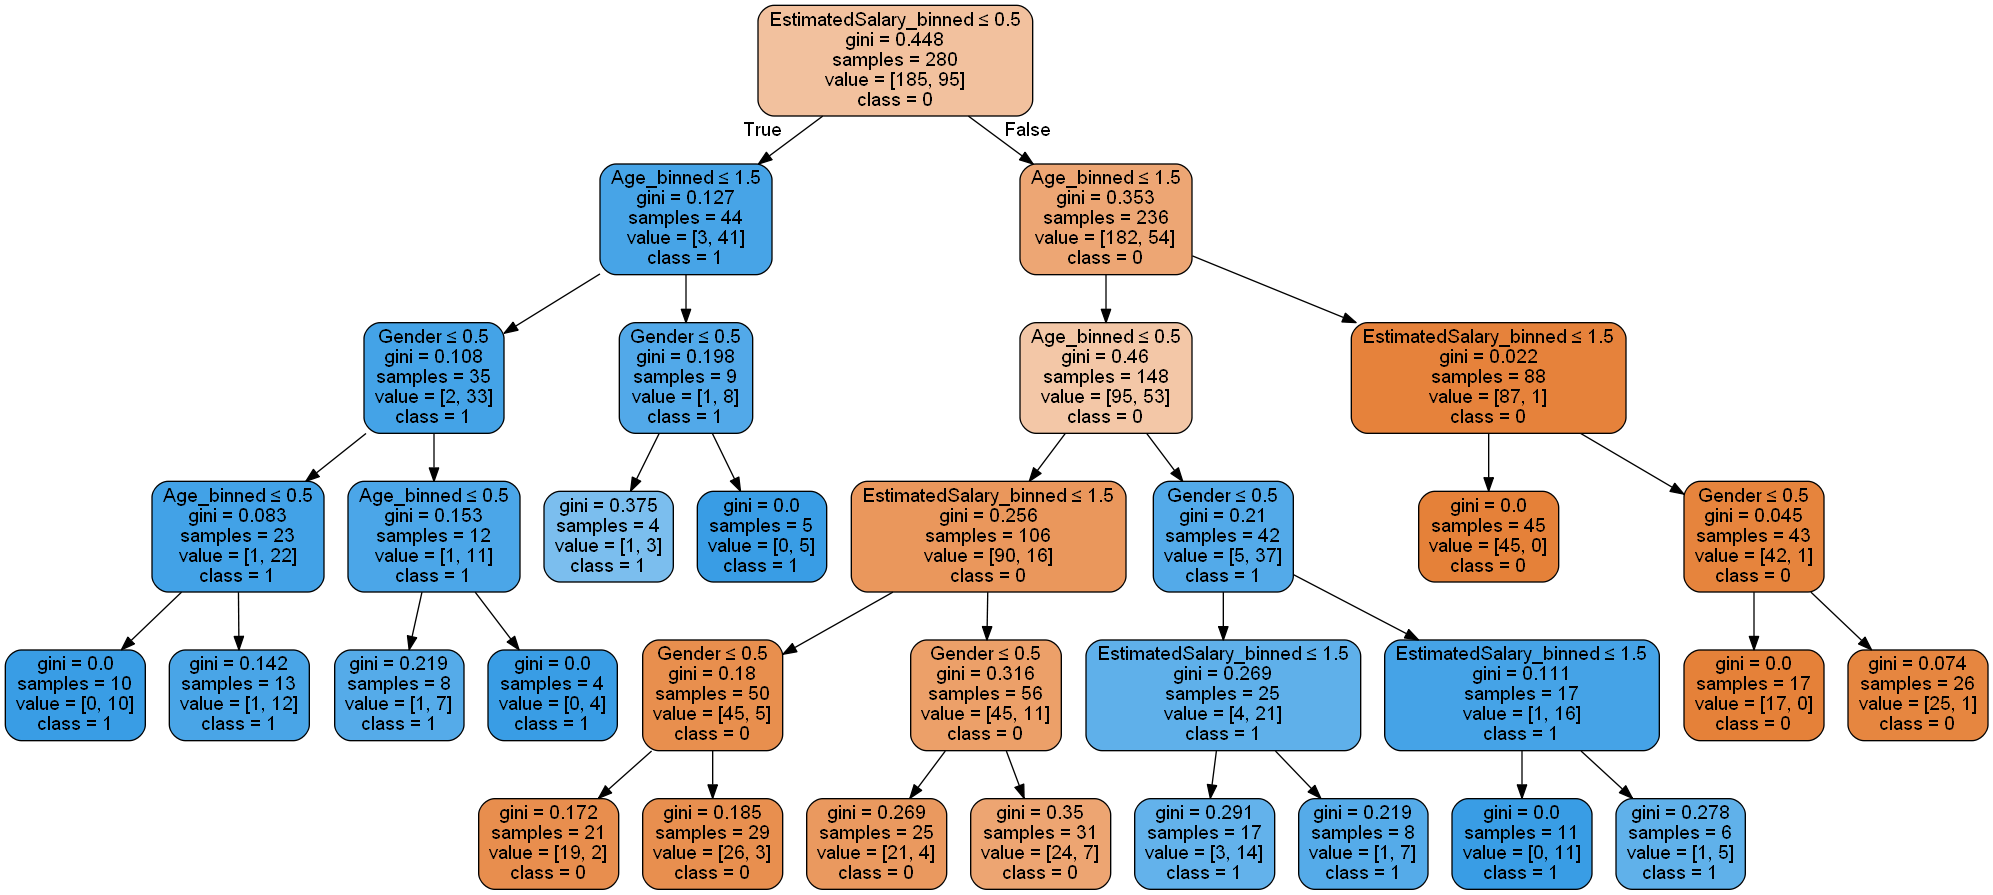 EstimatedSalary_binned ≤ 0.5
gini = 0.448
samples = 280
value = [185, 95]
class = 0
True
False
Age_binned ≤ 1.5
gini = 0.127
samples = 44
value = [3, 41]
class = 1
Age_binned ≤ 1.5
gini = 0.353
samples = 236
value = [182, 54]
class = 0
Gender ≤ 0.5
gini = 0.108
samples = 35
value = [2, 33]
class = 1
Gender ≤ 0.5
gini = 0.198
samples = 9
value = [1, 8]
class = 1
Age_binned ≤ 0.5
gini = 0.46
samples = 148
value = [95, 53]
class = 0
EstimatedSalary_binned ≤ 1.5
gini = 0.022
samples = 88
value = [87, 1]
class = 0
Age_binned ≤ 0.5
gini = 0.083
samples = 23
value = [1, 22]
class = 1
Age_binned ≤ 0.5
gini = 0.153
samples = 12
value = [1, 11]
class = 1
gini = 0.375
samples = 4
value = [1, 3]
class = 1
gini = 0.0
samples = 5
value = [0, 5]
class = 1
EstimatedSalary_binned ≤ 1.5
gini = 0.256
samples = 106
value = [90, 16]
class = 0
Gender ≤ 0.5
gini = 0.21
samples = 42
value = [5, 37]
class = 1
gini = 0.0
samples = 45
value = [45, 0]
class = 0
Gender ≤ 0.5
gini = 0.045
samples = 43
value = [42, 1]
class = 0
gini = 0.0
samples = 10
value = [0, 10]
class = 1
gini = 0.142
samples = 13
value = [1, 12]
class = 1
gini = 0.219
samples = 8
value = [1, 7]
class = 1
gini = 0.0
samples = 4
value = [0, 4]
class = 1
Gender ≤ 0.5
gini = 0.18
samples = 50
value = [45, 5]
class = 0
Gender ≤ 0.5
gini = 0.316
samples = 56
value = [45, 11]
class = 0
EstimatedSalary_binned ≤ 1.5
gini = 0.269
samples = 25
value = [4, 21]
class = 1
EstimatedSalary_binned ≤ 1.5
gini = 0.111
samples = 17
value = [1, 16]
class = 1
gini = 0.0
samples = 17
value = [17, 0]
class = 0
gini = 0.074
samples = 26
value = [25, 1]
class = 0
gini = 0.172
samples = 21
value = [19, 2]
class = 0
gini = 0.185
samples = 29
value = [26, 3]
class = 0
gini = 0.269
samples = 25
value = [21, 4]
class = 0
gini = 0.35
samples = 31
value = [24, 7]
class = 0
gini = 0.291
samples = 17
value = [3, 14]
class = 1
gini = 0.219
samples = 8
value = [1, 7]
class = 1
gini = 0.0
samples = 11
value = [0, 11]
class = 1
gini = 0.278
samples = 6
value = [1, 5]
class = 1